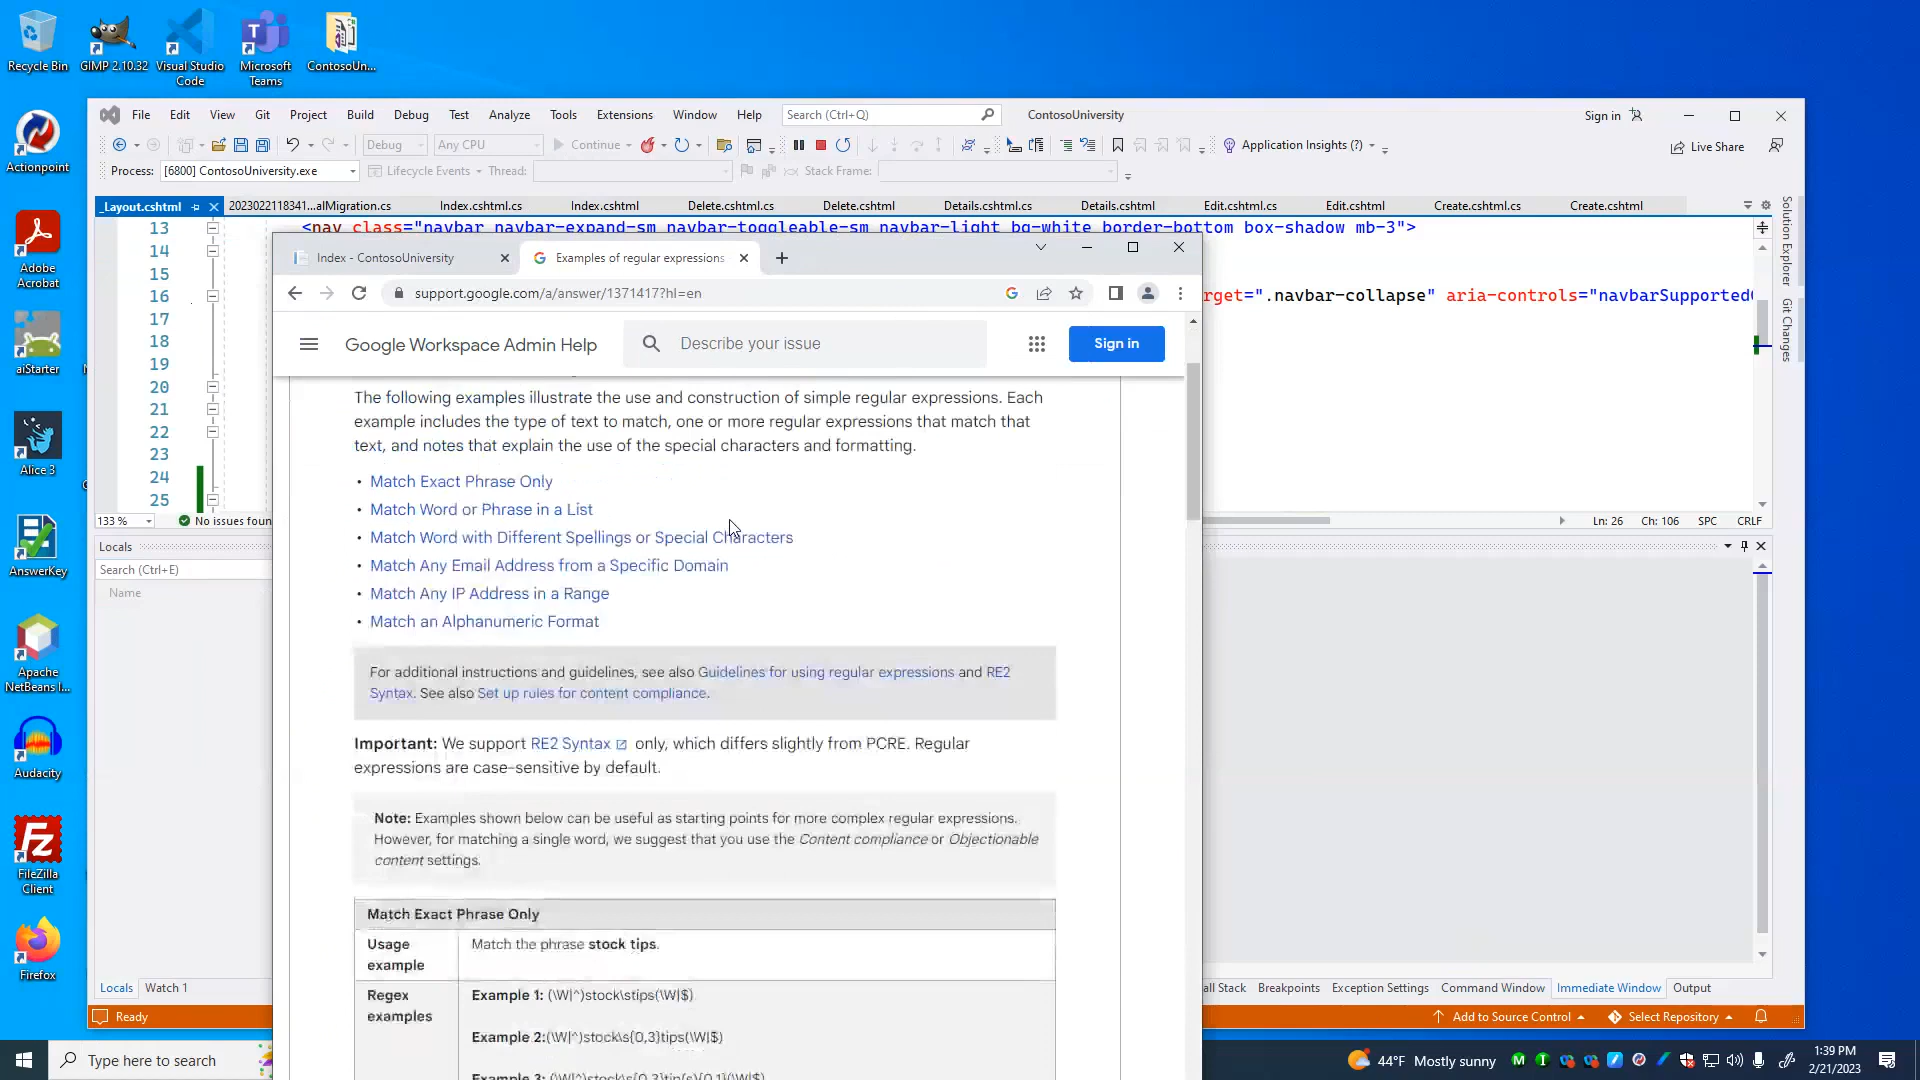 Recycle Bin
GIMP 2.10.32
Visual Studio Code
Microsoft Teams
ContosoUn...
Actionpoint
Adobe Acrobat
aiStarter
Alice 3
AnswerKey
Apache NetBeans I...
Audacity
FileZilla Client
Firefox
File Edit View Git Project Build Debug Test Analyze Tools Extensions Window Help Search (Ctrl+Q) ContosoUniversity Sign in
Debug Any CPU Continue Application Insights (?) Live Share
Process: [6800] ContosoUniversity.exe Lifecycle Events Thread: Stack Frame:
_Layout.cshtml 2023022118341...alMigration.cs Index.cshtml.cs Index.cshtml Delete.cshtml.cs Delete.cshtml Details.cshtml.cs Details.cshtml Edit.cshtml.cs Edit.cshtml Create.cshtml.cs Create.cshtml
Solution Explorer
Git Changes
13 <nav class="navbar navbar-expand-sm navbar-toggleable-sm navbar-light bg-white border-bottom box-shadow mb-3">
14
15
16 rget=".navbar-collapse" aria-controls="navbarSupported
17
18
19
20
21
22
23
24
25
133 % No issues foun Ln: 26 Ch: 106 SPC CRLF
Locals
Search (Ctrl+E)
Name
Locals Watch 1
all Stack Breakpoints Exception Settings Command Window Immediate Window Output
Ready Add to Source Control Select Repository
Index - ContosoUniversity Examples of regular expressions
support.google.com/a/answer/1371417?hl=en
Google Workspace Admin Help Describe your issue Sign in
The following examples illustrate the use and construction of simple regular expressions. Each
example includes the type of text to match, one or more regular expressions that match that
text, and notes that explain the use of the special characters and formatting.
• Match Exact Phrase Only
• Match Word or Phrase in a List
• Match Word with Different Spellings or Special Characters
• Match Any Email Address from a Specific Domain
• Match Any IP Address in a Range
• Match an Alphanumeric Format
For additional instructions and guidelines, see also Guidelines for using regular expressions and RE2
Syntax. See also Set up rules for content compliance.
Important: We support RE2 Syntax only, which differs slightly from PCRE. Regular
expressions are case-sensitive by default.
Note: Examples shown below can be useful as starting points for more complex regular expressions.
However, for matching a single word, we suggest that you use the Content compliance or Objectionable
content settings.
Match Exact Phrase Only
Usage example Match the phrase stock tips.
Regex examples Example 1: (\W|^)stock\stips(\W|$)
Example 2:(\W|^)stock\s{0,3}tips(\W|$)
Example 3: (\W|^)stock\s{0,3}tip(s){0,1}(\W|$)
Type here to search 44°F Mostly sunny 1:39 PM
2/21/2023